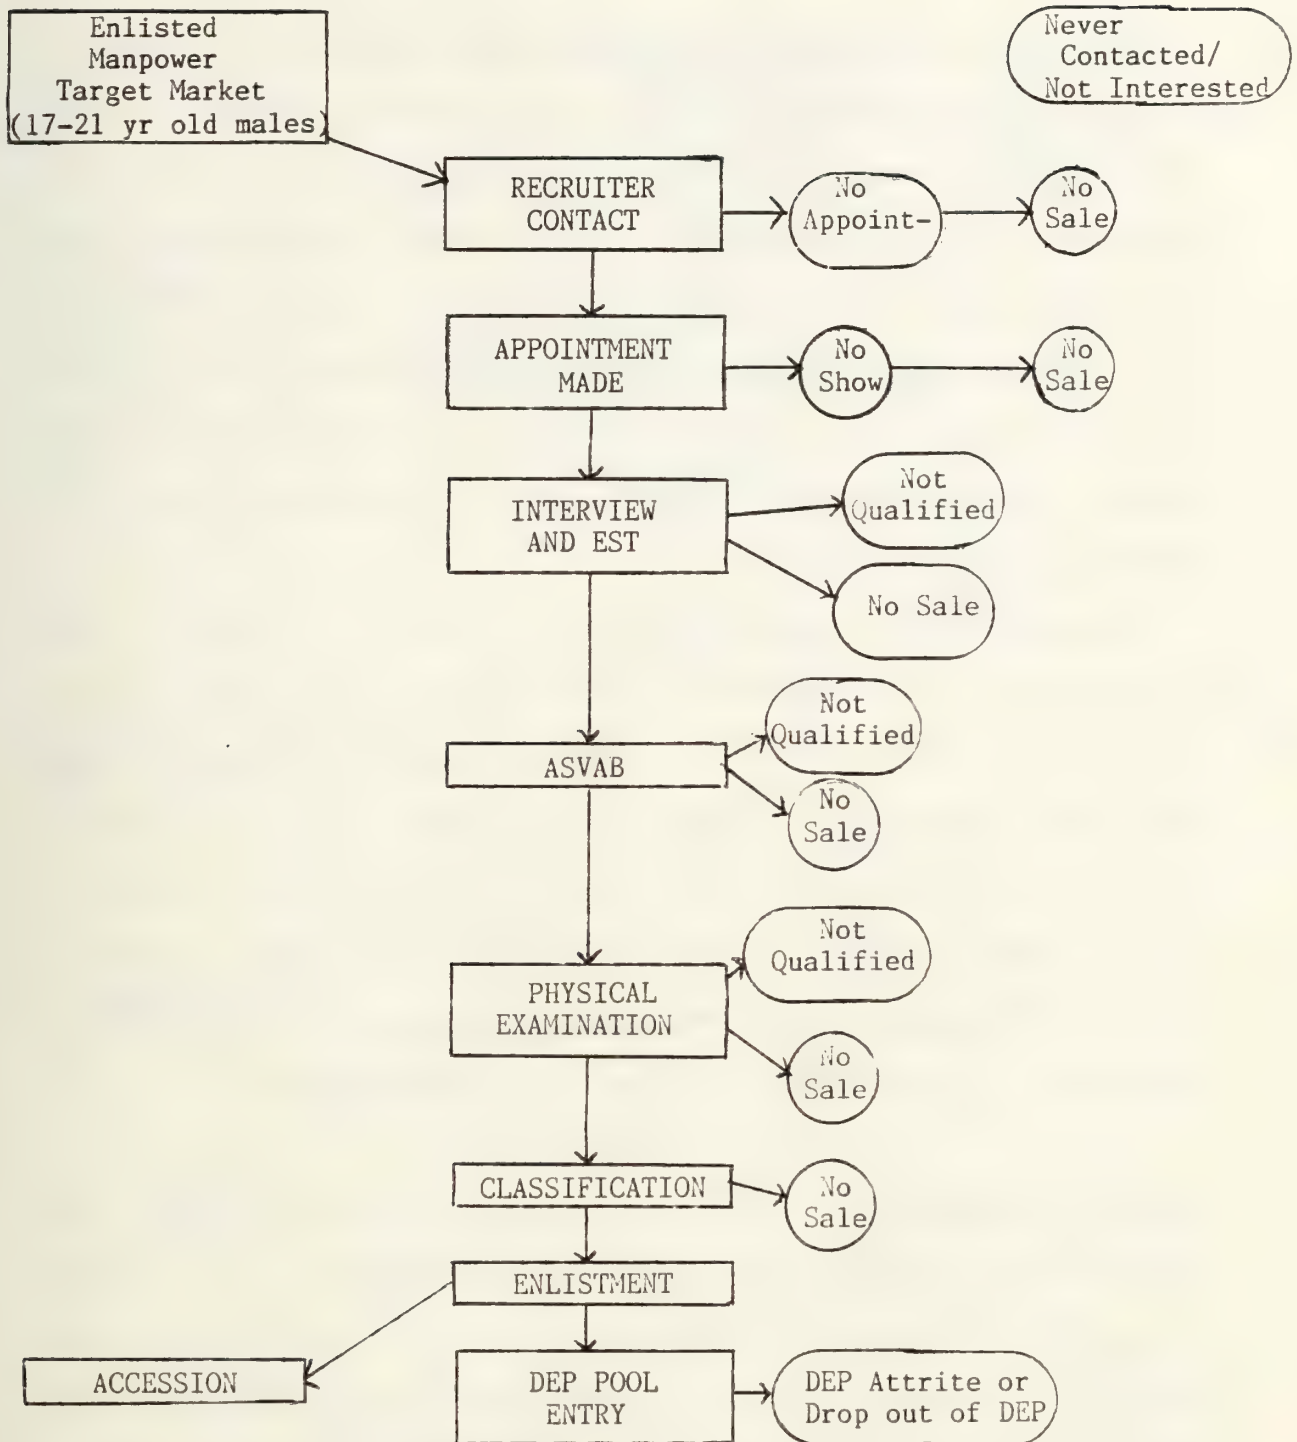 Enlisted
Manpower
Target Market
(17-21 yr old males)
Never
Contacted/
Not Interested
RECRUITER
CONTACT
No
Appoint-
No
Sale
APPOINTMENT
MADE
No
Show
No
Sale
INTERVIEW
AND EST
Not
Qualified
No Sale
ASVAB
Not
Qualified
No
Sale
PHYSICAL
EXAMINATION
Not
Qualified
No
Sale
CLASSIFICATION
No
Sale
ENLISTMENT
ACCESSION
DEP POOL
ENTRY
DEP Attrite or
Drop out of DEP